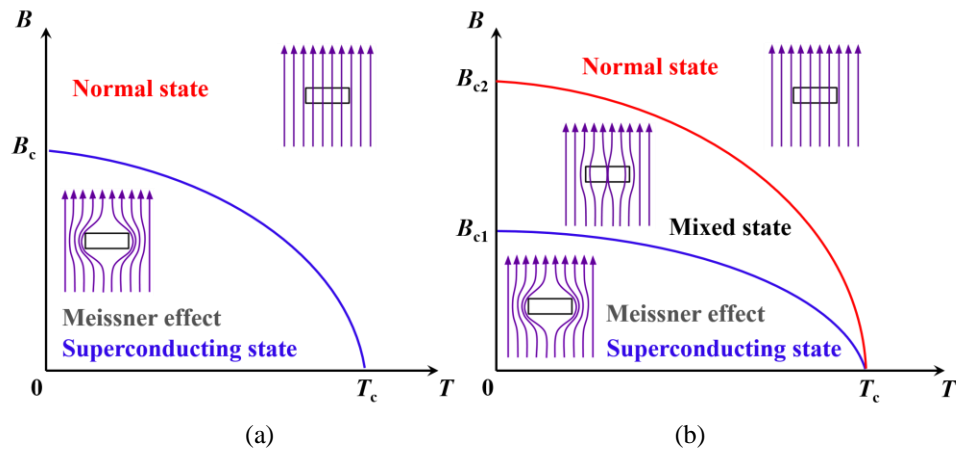 B
Normal state
Bc
Meissner effect
Superconducting state
0
Tc
T
(a)
B
Bc2
Normal state
Mixed state
Bc1
Meissner effect
Superconducting state
0
Tc
T
(b)